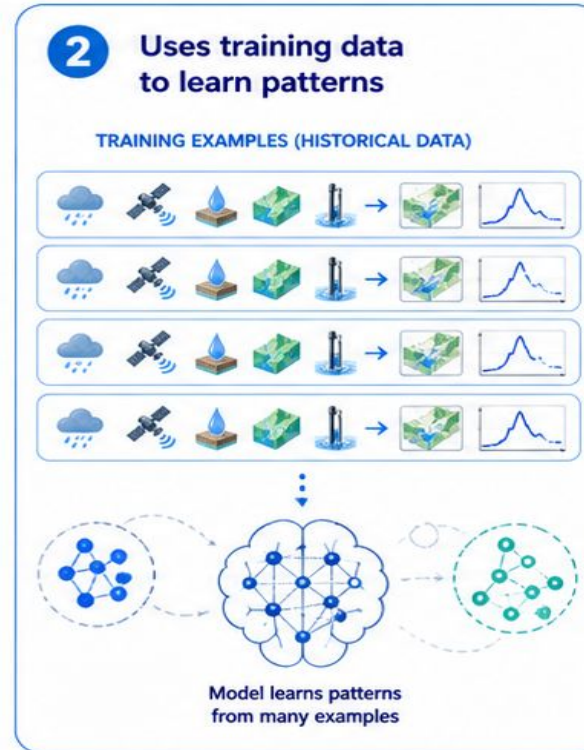 2
Uses training data
to learn patterns
TRAINING EXAMPLES (HISTORICAL DATA)
Model learns patterns
from many examples